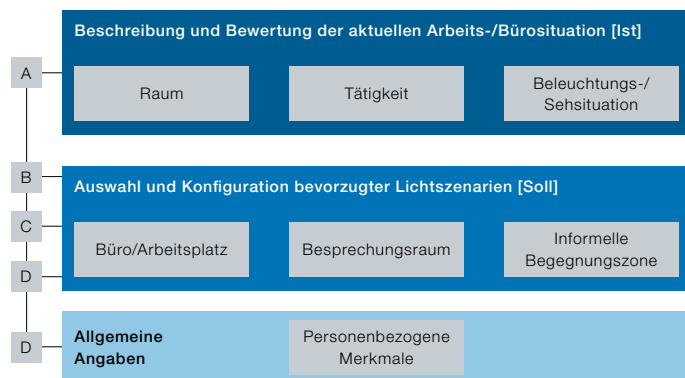 Beschreibung und Bewertung der aktuellen Arbeits-/Bürosituation [Ist]
A
Raum
Tätigkeit
Beleuchtungs-/
Sehsituation
B
Auswahl und Konfiguration bevorzugter Lichtszenarien [Soll]
C
Büro/Arbeitsplatz
Besprechungsraum
Informelle
Begegnungszone
D
D
Allgemeine
Angaben
Personenbezogene
Merkmale